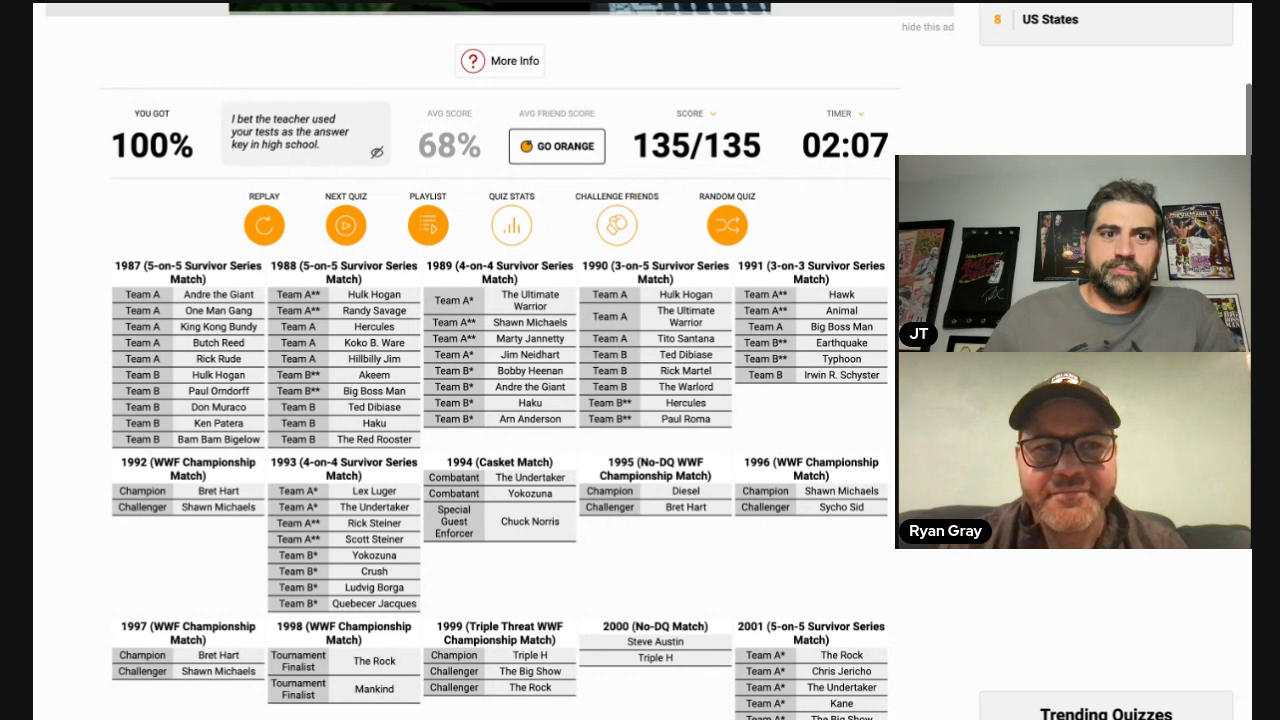 8 US States
hide this ad
More Info
YOU GOT
100%
I bet the teacher used
your tests as the answer
key in high school.
AVG SCORE
68%
AVG FRIEND SCORE
GO ORANGE
SCORE
135/135
TIMER
02:07
REPLAY
NEXT QUIZ
PLAYLIST
QUIZ STATS
CHALLENGE FRIENDS
RANDOM QUIZ
1987 (5-on-5 Survivor Series
Match)
Team A Andre the Giant
Team A One Man Gang
Team A King Kong Bundy
Team A Butch Reed
Team A Rick Rude
Team B Hulk Hogan
Team B Paul Orndorff
Team B Don Muraco
Team B Ken Patera
Team B Bam Bam Bigelow
1988 (5-on-5 Survivor Series
Match)
Team A** Hulk Hogan
Team A** Randy Savage
Team A Hercules
Team A Koko B. Ware
Team A Hillbilly Jim
Team B** Akeem
Team B** Big Boss Man
Team B Ted Dibiase
Team B Haku
Team B The Red Rooster
1989 (4-on-4 Survivor Series
Match)
Team A* The Ultimate
Warrior
Team A** Shawn Michaels
Team A** Marty Jannetty
Team A* Jim Neidhart
Team B* Bobby Heenan
Team B* Andre the Giant
Team B* Haku
Team B* Arn Anderson
1990 (3-on-5 Survivor Series
Match)
Team A Hulk Hogan
Team A The Ultimate
Warrior
Team A Tito Santana
Team B Ted Dibiase
Team B Rick Martel
Team B The Warlord
Team B** Hercules
Team B** Paul Roma
1991 (3-on-3 Survivor Series
Match)
Team A** Hawk
Team A** Animal
Team A Big Boss Man
Team B** Earthquake
Team B** Typhoon
Team B Irwin R. Schyster
1992 (WWF Championship
Match)
Champion Bret Hart
Challenger Shawn Michaels
1993 (4-on-4 Survivor Series
Match)
Team A* Lex Luger
Team A* The Undertaker
Team A** Rick Steiner
Team A** Scott Steiner
Team B* Yokozuna
Team B* Crush
Team B* Ludvig Borga
Team B* Quebecer Jacques
1994 (Casket Match)
Combatant The Undertaker
Combatant Yokozuna
Special
Guest
Enforcer
Chuck Norris
1995 (No-DQ WWF
Championship Match)
Champion Diesel
Challenger Bret Hart
1996 (WWF Championship
Match)
Champion Shawn Michaels
Challenger Sycho Sid
1997 (WWF Championship
Match)
Champion Bret Hart
Challenger Shawn Michaels
1998 (WWF Championship
Match)
Tournament
Finalist
The Rock
Tournament
Finalist
Mankind
1999 (Triple Threat WWF
Championship Match)
Champion Triple H
Challenger The Big Show
Challenger The Rock
2000 (No-DQ Match)
Steve Austin
Triple H
2001 (5-on-5 Survivor Series
Match)
Team A* The Rock
Team A* Chris Jericho
Team A* The Undertaker
Team A* Kane
Team A* The Big Show
JT
Ryan Gray
Trending Quizzes